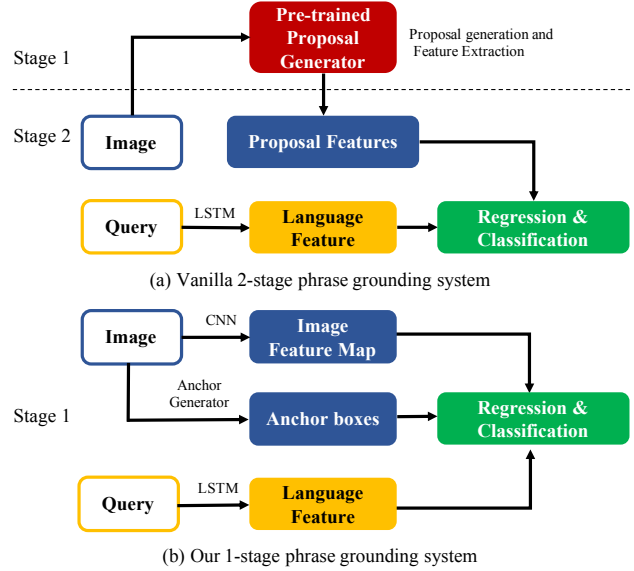 Stage 1
Pre-trained
Proposal
Generator
Proposal generation and
Feature Extraction
Stage 2
Image
Proposal Features
Query
LSTM
Language
Feature
Regression &
Classification
(a) Vanilla 2-stage phrase grounding system
Image
CNN
Image
Feature Map
Stage 1
Anchor
Generator
Anchor boxes
Regression &
Classification
Query
LSTM
Language
Feature
(b) Our 1-stage phrase grounding system